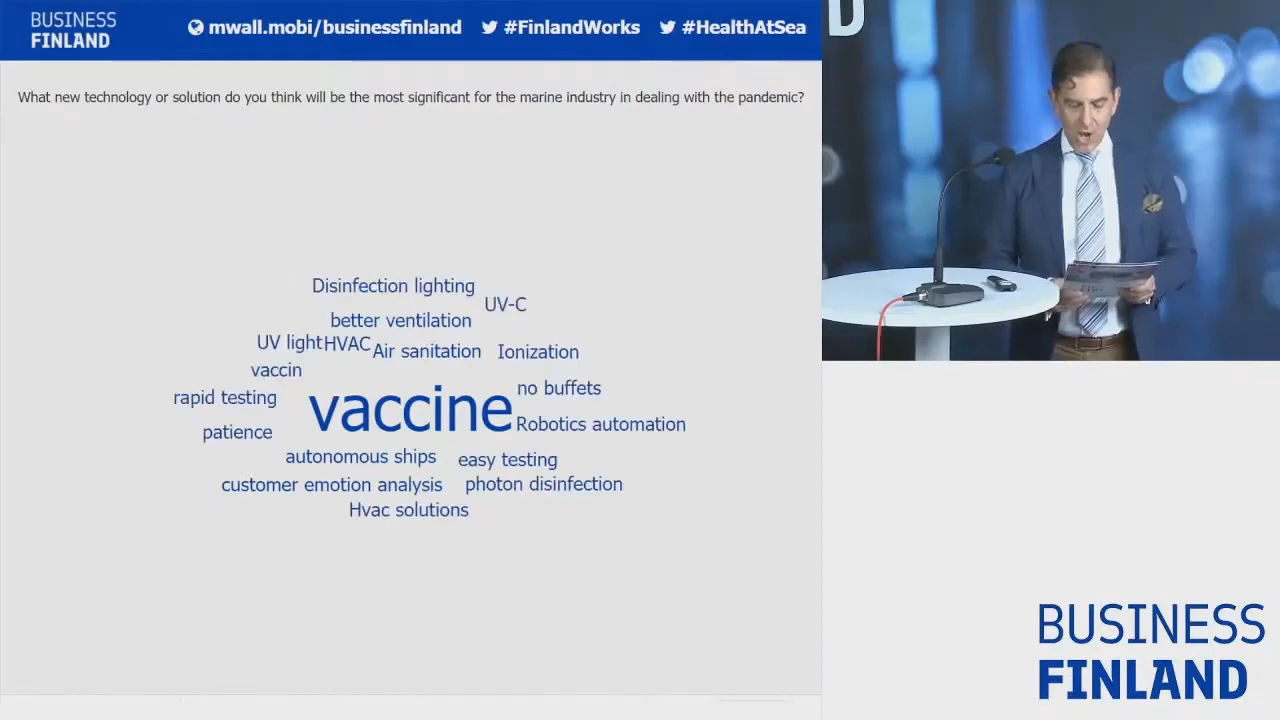 BUSINESS
FINLAND
mwall.mobi/businessfinland #FinlandWorks #HealthAtSea
D
What new technology or solution do you think will be the most significant for the marine industry in dealing with the pandemic?
Disinfection lighting
UV-C
better ventilation
UV light HVAC Air sanitation Ionization
vaccin
no buffets
rapid testing
vaccine
Robotics automation
patience
autonomous ships easy testing
customer emotion analysis photon disinfection
Hvac solutions
BUSINESS
FINLAND